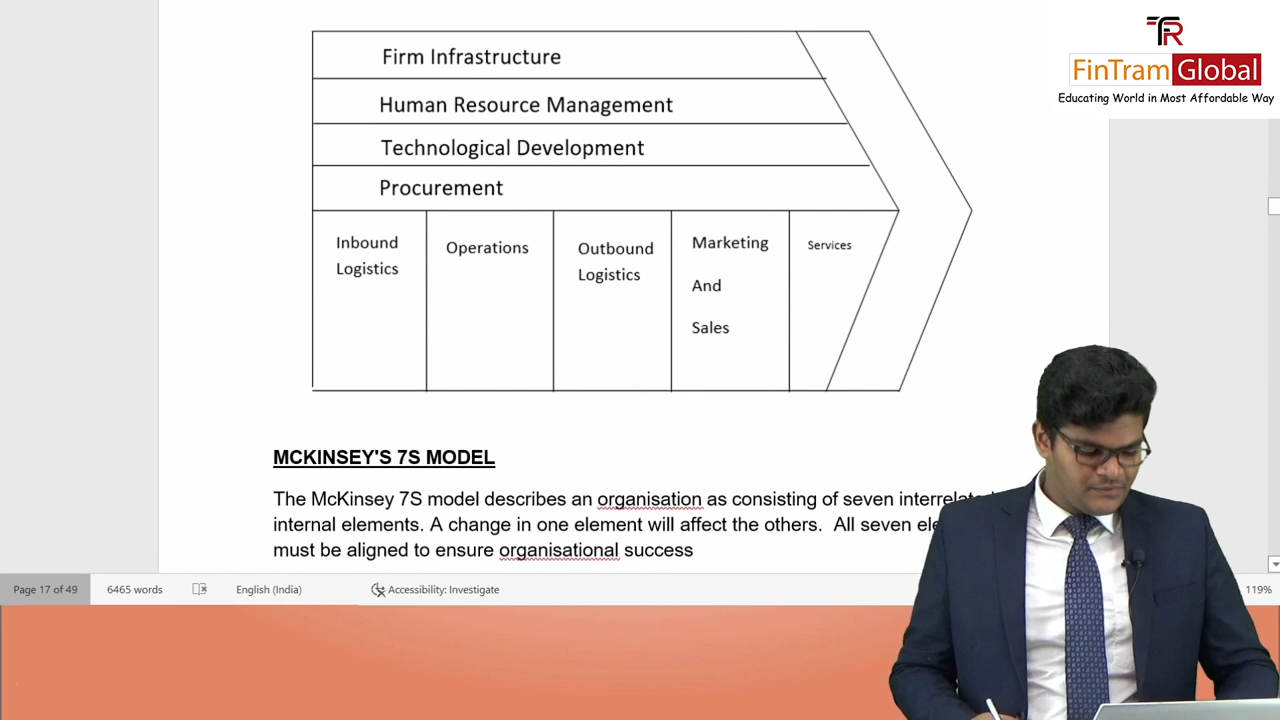 TR
FinTram Global
Educating World in Most Affordable Way
Firm Infrastructure
Human Resource Management
Technological Development
Procurement
Inbound
Logistics
Operations
Outbound
Logistics
Marketing
And
Sales
Services
MCKINSEY'S 7S MODEL
The McKinsey 7S model describes an organisation as consisting of seven
internal elements. A change in one element will affect the others. All seven
must be aligned to ensure organisational success
Page 17 of 49 6465 words English (India) Accessibility: Investigate 119%